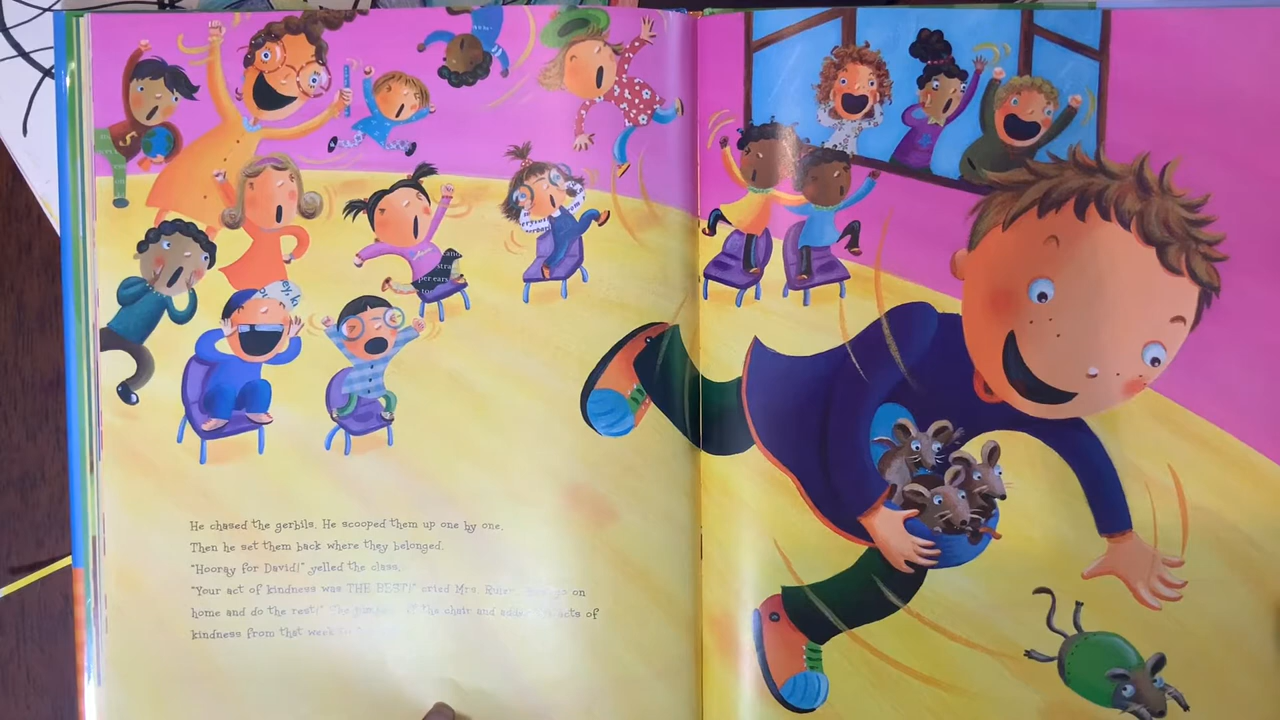 He chased the gerbils. He scooped them up one by one.
Then he set them back where they belonged.
"Hooray for David!" yelled the class.
"Your act of kindness was THE BEST!" cried Mrs. on
home and do the rest!" the chair and acts of
kindness from that week